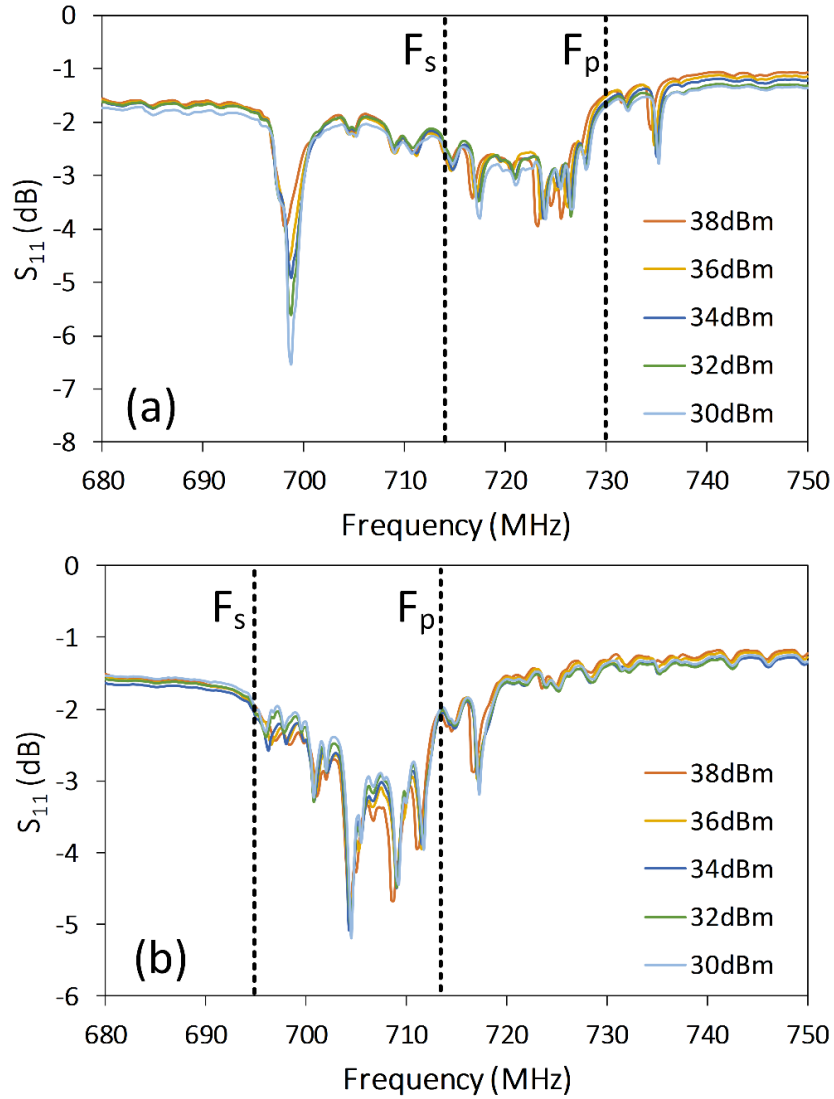 0
-1
-2
-3
-4
-5
-6
-7
-8
S11 (dB)
Fs
Fp
38dBm
36dBm
34dBm
32dBm
30dBm
(a)
680 690 700 710 720 730 740 750
Frequency (MHz)
0
-1
-2
-3
-4
-5
-6
S11 (dB)
Fs
Fp
38dBm
36dBm
34dBm
32dBm
30dBm
(b)
680 690 700 710 720 730 740 750
Frequency (MHz)